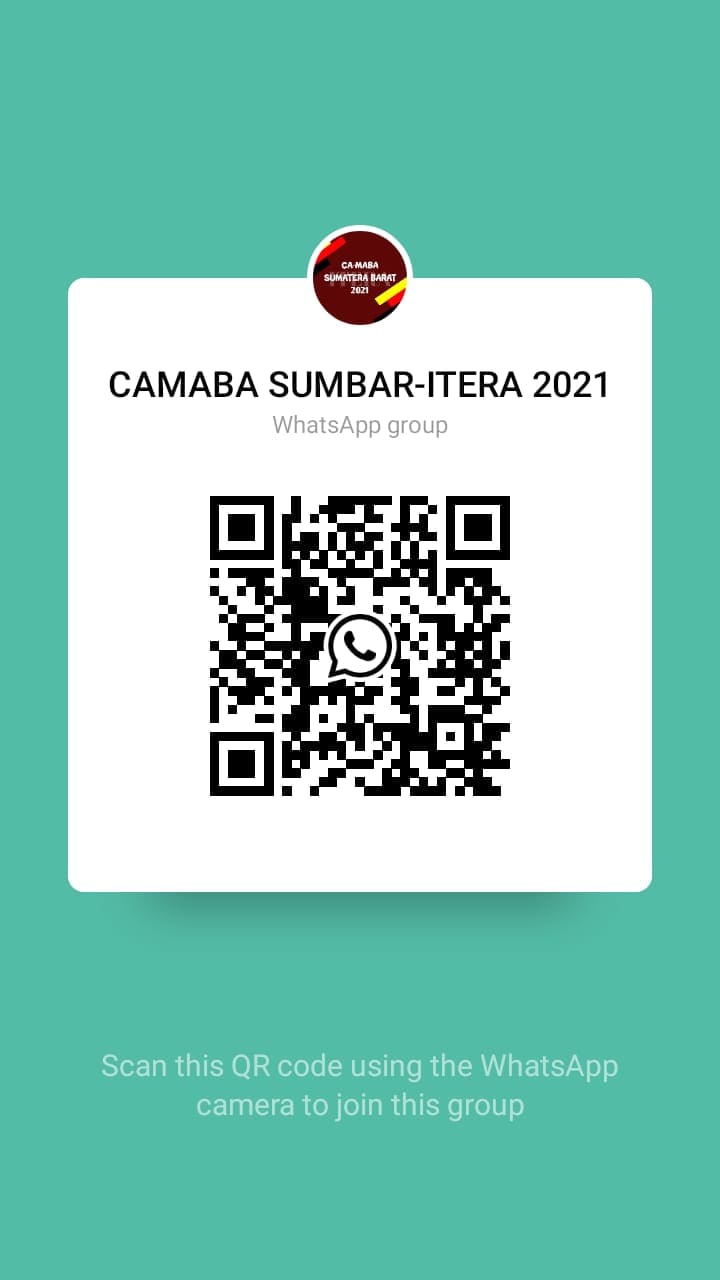 CA-MABA
SUMATERA BARAT
2021
CAMABA SUMBAR-ITERA 2021
WhatsApp group
Scan this QR code using the WhatsApp
camera to join this group